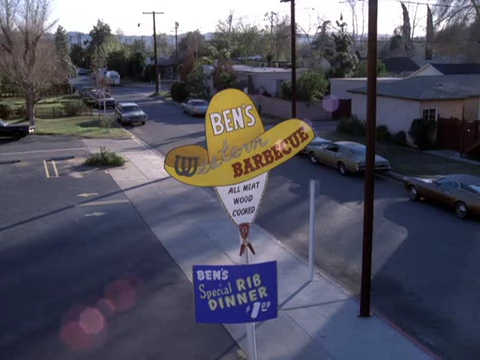 BEN'S
Western
BARBECUE
ALL MEAT
WOOD
COOKED
BEN'S
Special RIB
DINNER